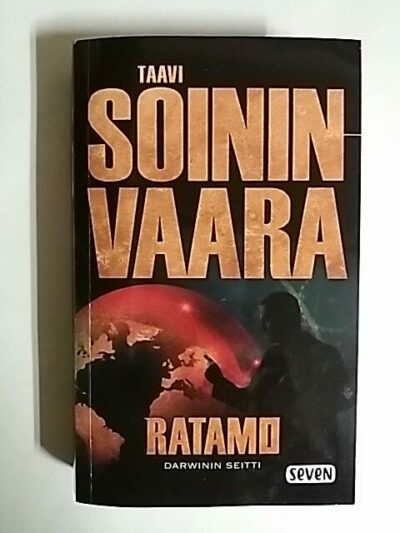 TAAVI
SOININ
VAARA
RATAMO
DARWININ SEITTI
seven